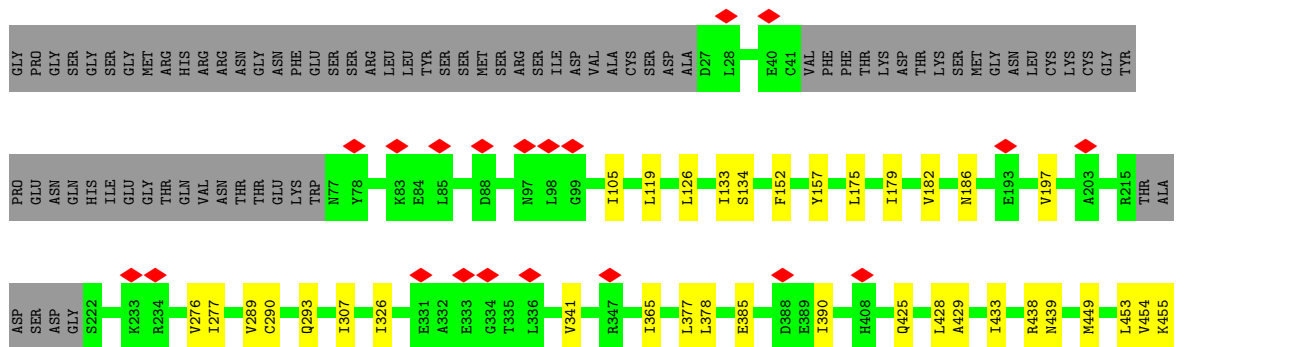 GLY PRO GLY SER GLY SER GLY MET ARG HIS ARG ARG ASN GLY ASN PHE GLU SER SER ARG LEU LEU TYR SER SER MET SER ARG SER ILE ASP VAL ALA CYS SER ASP ALA D27 L28 E40 C41 VAL PHE PHE THR LYS ASP THR LYS SER MET GLY ASN LEU CYS LYS CYS GLY TYR
PRO GLU ASN GLN HIS ILE GLU GLY THR GLN VAL ASN THR THR GLU LYS TRP N77 Y78 K83 E84 L85 D88 N97 L98 G99 I105 L119 L126 I133 S134 F152 Y157 L175 I179 V182 N186 E193 V197 A203 R215 THR ALA
ASP SER ASP GLY S222 K233 R234 V276 I277 V289 C290 Q293 I307 I326 E331 A332 E333 G334 T335 L336 V341 R347 I365 L377 L378 E385 D388 E389 I390 H408 Q425 L428 A429 I433 R438 N439 M449 L453 V454 K455